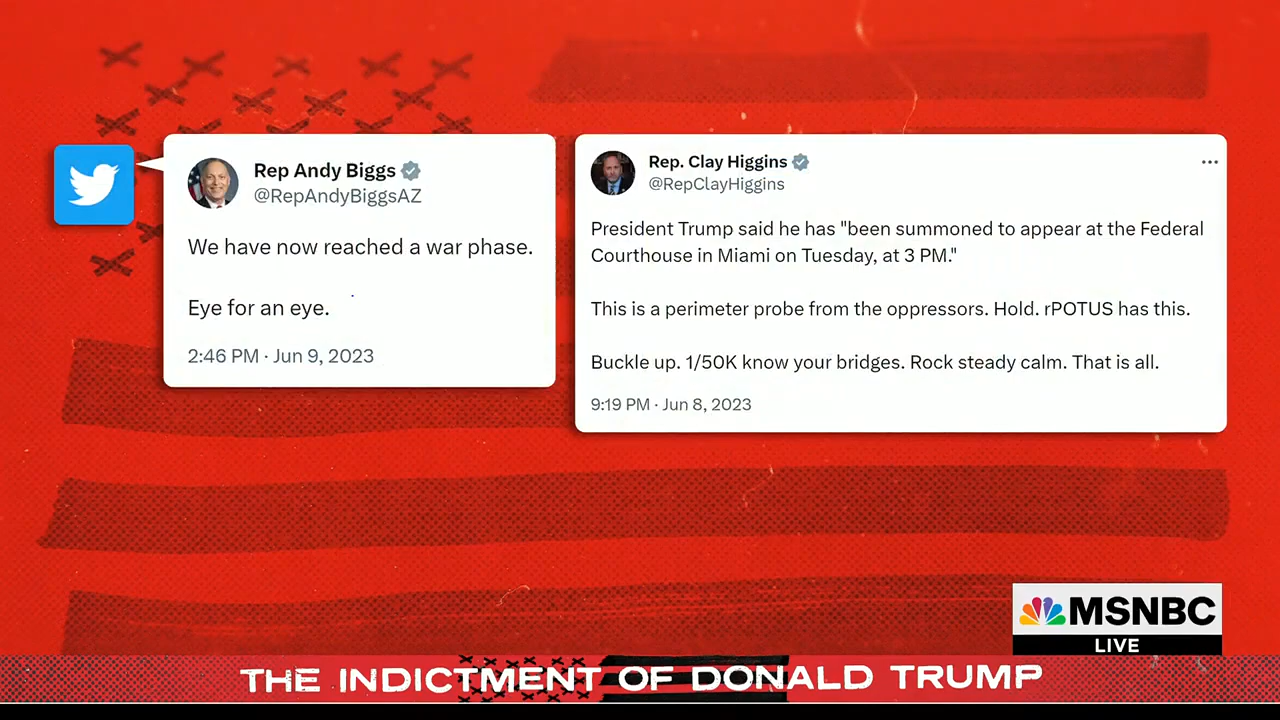 Rep Andy Biggs
@RepAndyBiggsAZ
We have now reached a war phase.
Eye for an eye.
2:46 PM · Jun 9, 2023
Rep. Clay Higgins
@RepClayHiggins
President Trump said he has "been summoned to appear at the Federal
Courthouse in Miami on Tuesday, at 3 PM."
This is a perimeter probe from the oppressors. Hold. rPOTUS has this.
Buckle up. 1/50K know your bridges. Rock steady calm. That is all.
9:19 PM · Jun 8, 2023
MSNBC
LIVE
THE INDICTMENT OF DONALD TRUMP